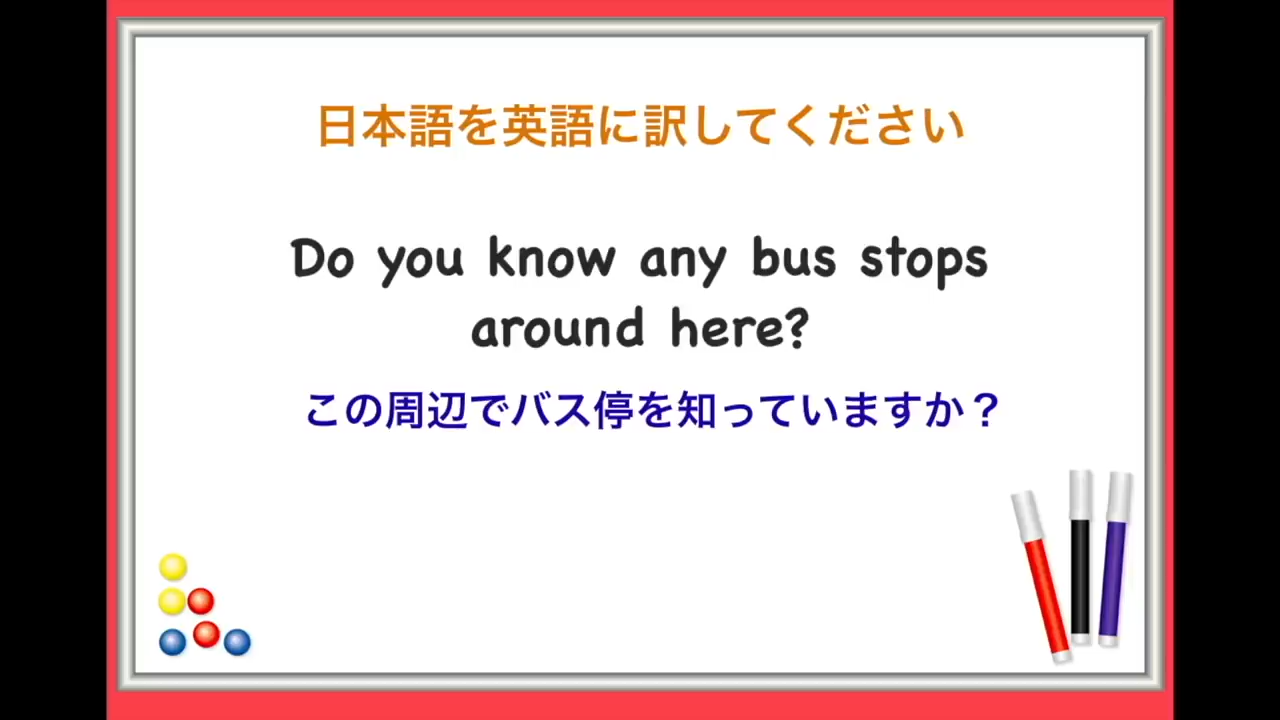 日本語を英語に訳してください
Do you know any bus stops
around here?
この周辺でバス停を知っていますか？